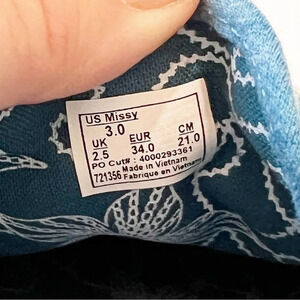 US Missy
3.0
UK EUR CM
2.5 34.0 21.0
PO Cut#: 4000293361
721356 Made in Vietnam
Fabrique en Vietnam